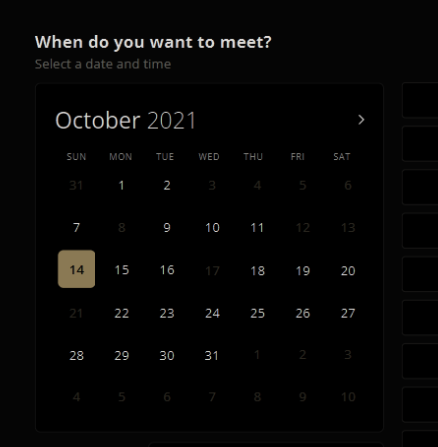 When do you want to meet?
Select a date and time
October 2021 >
SUN MON TUE WED THU FRI SAT
31 1 2 3 4 5 6
7 8 9 10 11 12 13
14 15 16 17 18 19 20
21 22 23 24 25 26 27
28 29 30 31 1 2 3
4 5 6 7 8 9 10